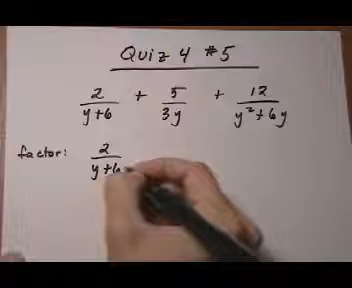 Quiz 4 #5
2/(y+6) + 5/(3y) + 12/(y²+6y)
factor: 2/(y+6